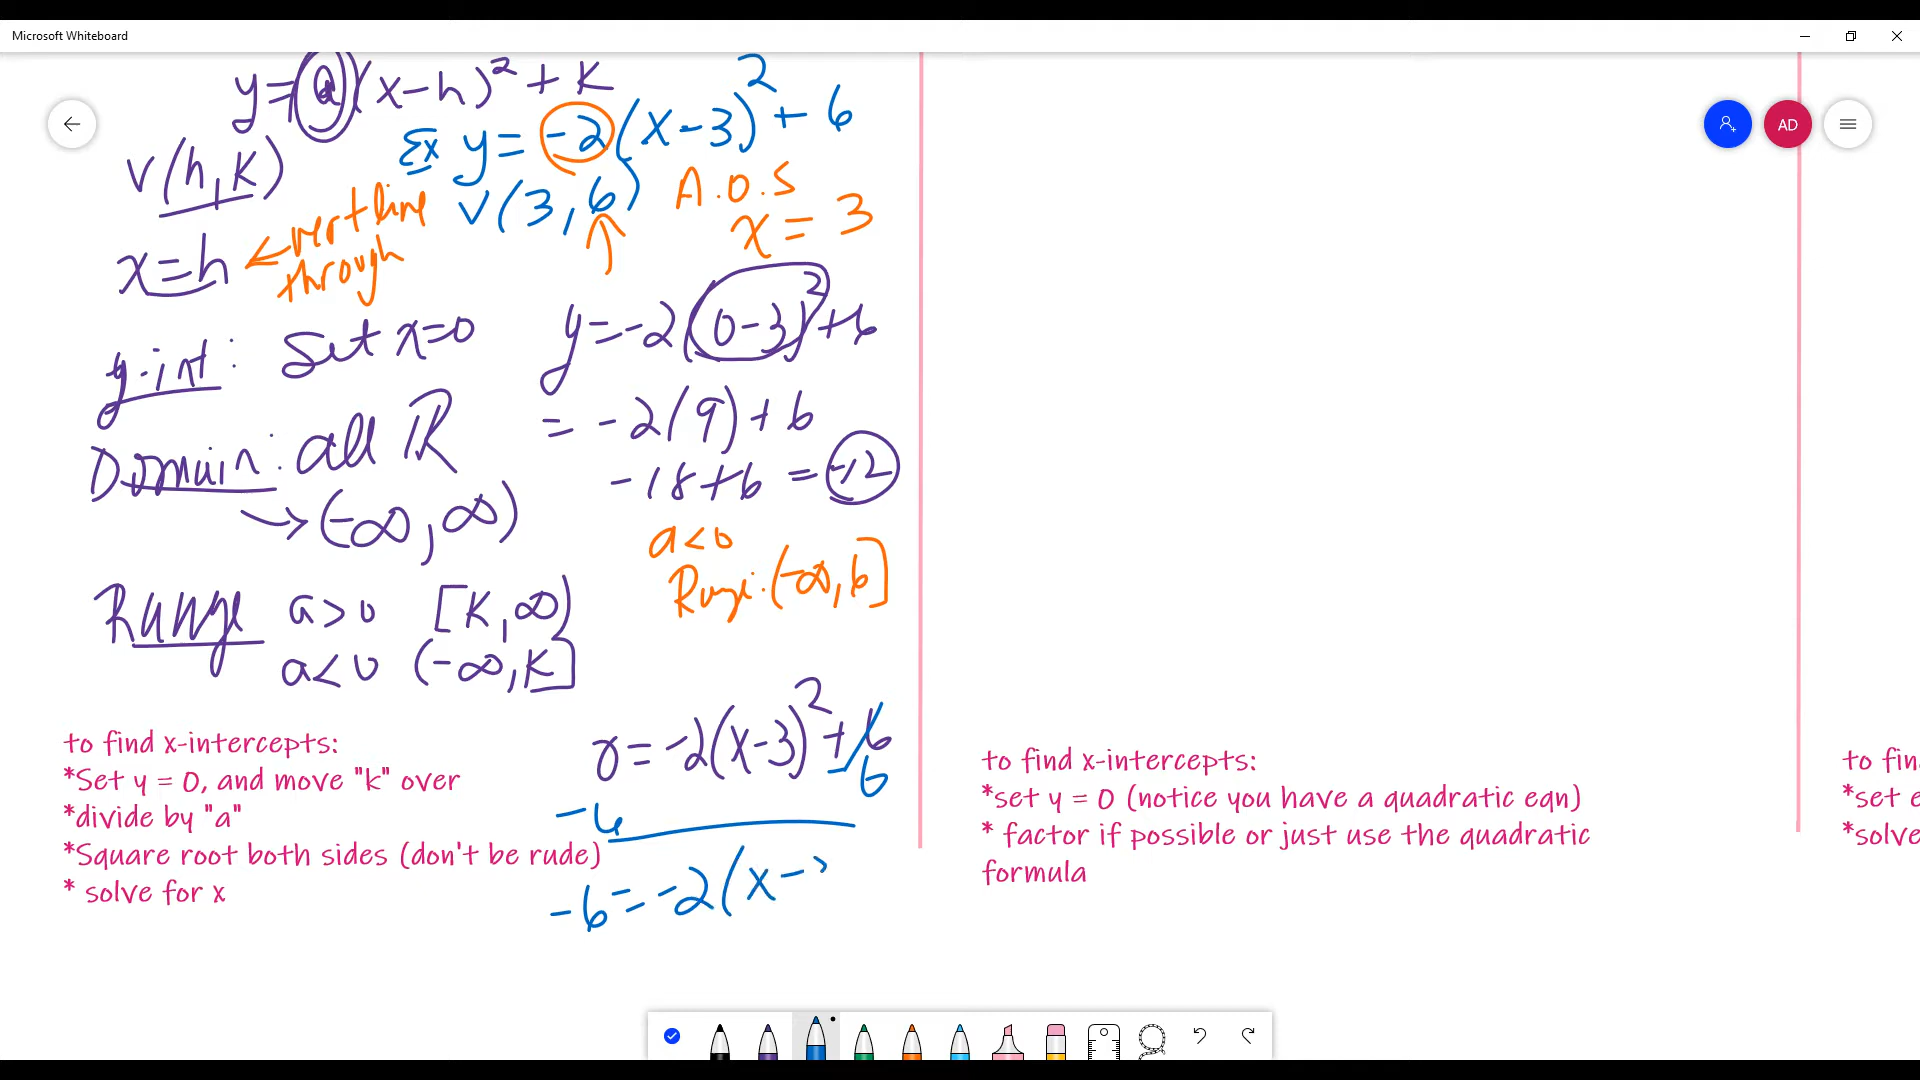 Microsoft Whiteboard
y = a(x-h)² + k
Ex y = -2(x-3)² + 6
V(h,k)
V(3,6)
A.O.S
x = 3
x=h
vert line
through
y-int: Set x=0
y = -2(0-3)² + 6
= -2(9) + 6
-18+6 = -12
Domain: all ℝ
→ (-∞,∞)
a<0
Range: (-∞,6]
Range a>0 [k,∞)
a<0 (-∞,k]
0 = -2(x-3)² + 6
-6
-6
-6 = -2(x-
to find x-intercepts:
*Set y = 0, and move "k" over
*divide by "a"
*Square root both sides (don't be rude)
* solve for x
to find x-intercepts:
*set y = 0 (notice you have a quadratic eqn)
* factor if possible or just use the quadratic
formula
to fin
*set e
*solve
AD